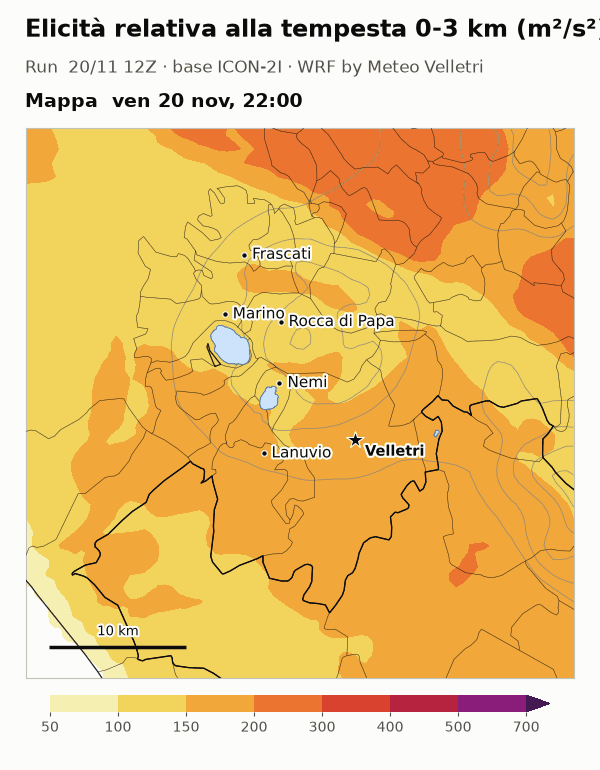 Elicità relativa alla tempesta 0-3 km (m²/s²)
Run  20/11 12Z · base ICON-2I · WRF by Meteo Velletri
Mappa  ven 20 nov, 22:00
Frascati
Marino
Rocca di Papa
Nemi
Velletri
Lanuvio
10 km
50 100 150 200 300 400 500 700